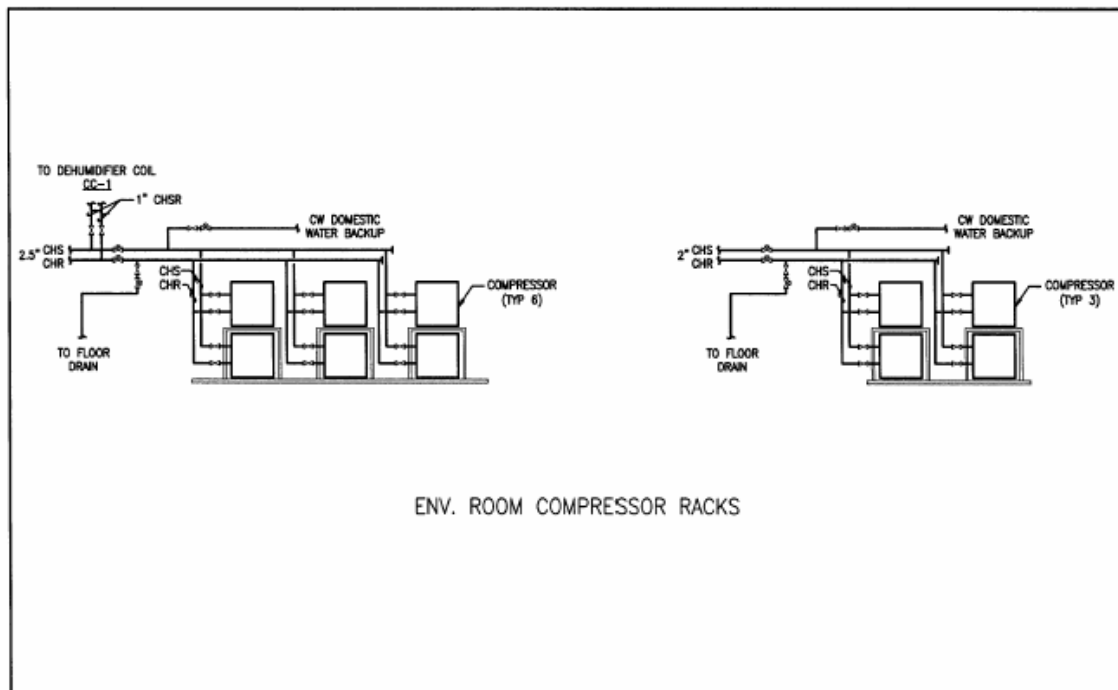 TO DEHUMIDIFIER COIL
CC-1
1" CHSR
CW DOMESTIC
WATER BACKUP
2.5" CHS
CHR
CHS
CHR
COMPRESSOR
(TYP 6)
TO FLOOR
DRAIN
CW DOMESTIC
WATER BACKUP
2" CHS
CHR
CHS
CHR
COMPRESSOR
(TYP 3)
TO FLOOR
DRAIN
ENV. ROOM COMPRESSOR RACKS